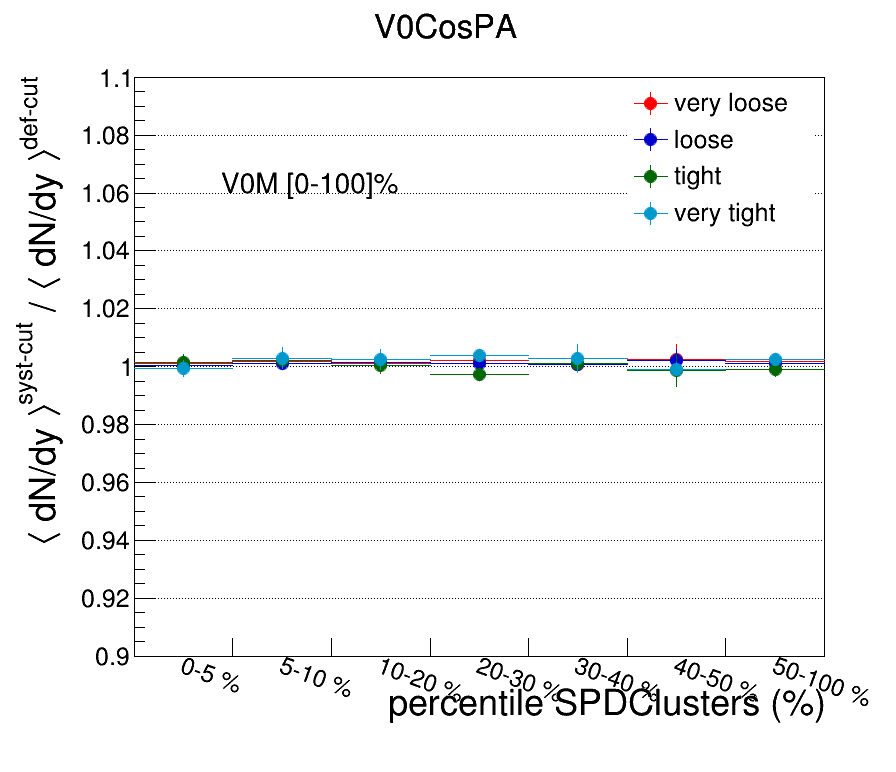 V0CosPA
⟨ dN/dy ⟩^syst-cut / ⟨ dN/dy ⟩^def-cut
1.1
1.08
1.06
1.04
1.02
1
0.98
0.96
0.94
0.92
0.9
V0M [0-100]%
very loose
loose
tight
very tight
0-5 %
5-10 %
10-20 %
20-30 %
30-40 %
40-50 %
50-100 %
percentile SPDClusters (%)